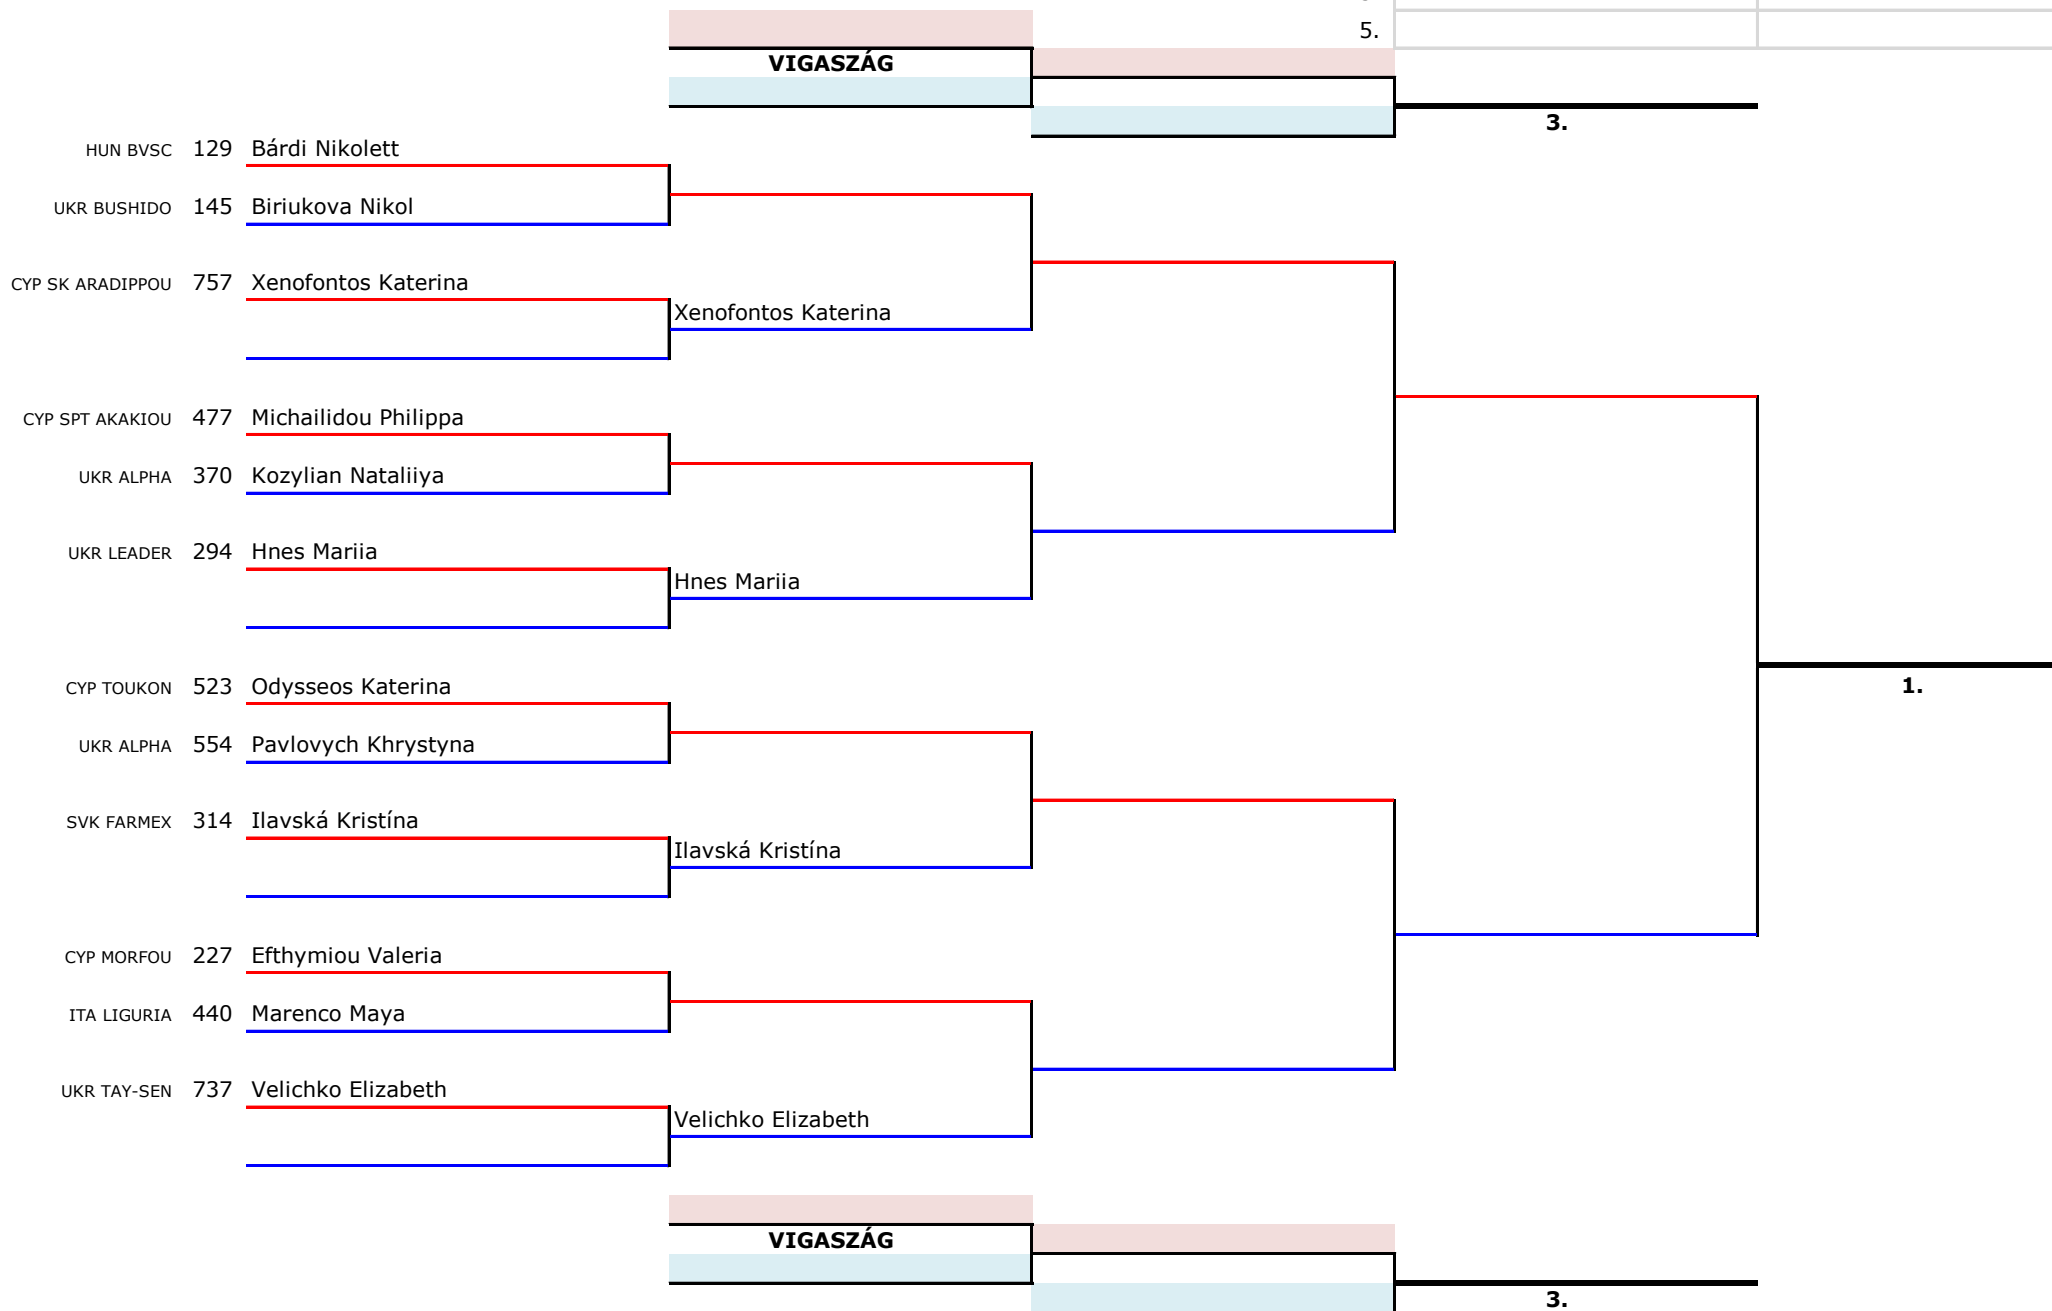 5.
VIGASZÁG
3.
HUN BVSC 129 Bárdi Nikolett
UKR BUSHIDO 145 Biriukova Nikol
CYP SK ARADIPPOU 757 Xenofontos Katerina
Xenofontos Katerina
CYP SPT AKAKIOU 477 Michailidou Philippa
UKR ALPHA 370 Kozylian Nataliiya
UKR LEADER 294 Hnes Mariia
Hnes Mariia
CYP TOUKON 523 Odysseos Katerina
1.
UKR ALPHA 554 Pavlovych Khrystyna
SVK FARMEX 314 Ilavská Kristína
Ilavská Kristína
CYP MORFOU 227 Efthymiou Valeria
ITA LIGURIA 440 Marenco Maya
UKR TAY-SEN 737 Velichko Elizabeth
Velichko Elizabeth
VIGASZÁG
3.